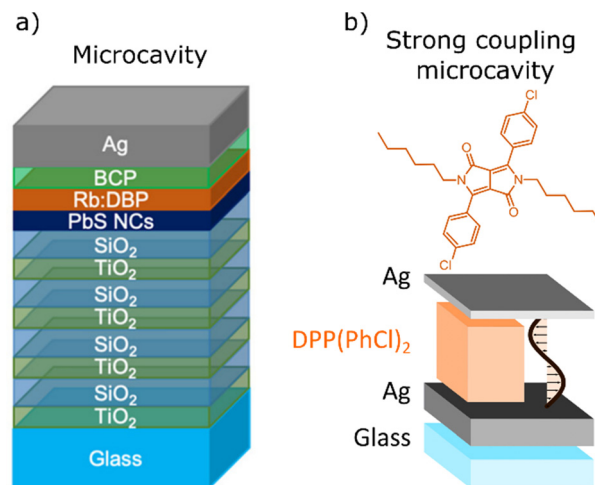 a)
Microcavity
Ag
BCP
Rb:DBP
PbS NCs
SiO₂
TiO₂
SiO₂
TiO₂
SiO₂
TiO₂
SiO₂
TiO₂
Glass
b)
Strong coupling
microcavity
Cl
O
N
N
O
Cl
Ag
DPP(PhCl)₂
Ag
Glass